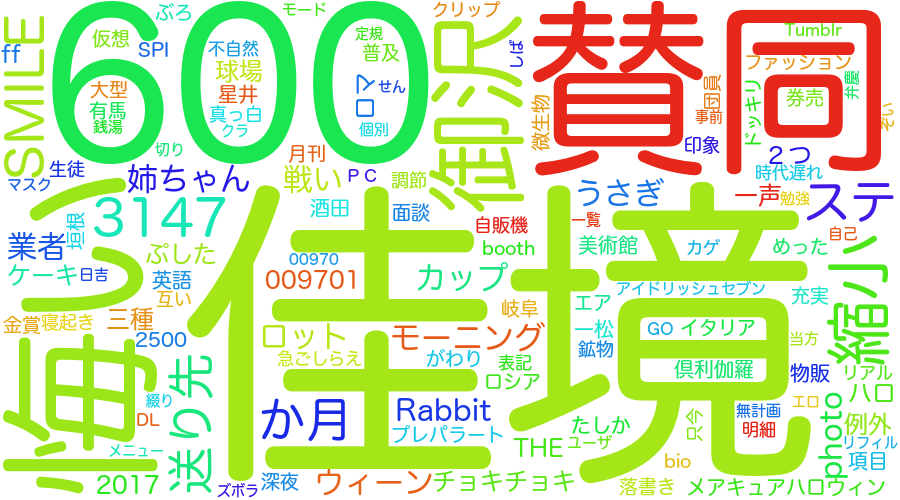 600
賛同
佳境
悔い
御沢
SMILE
ff
ぶろ
モード
クリップ
仮想
SPI
不自然
定規
普及
しば
Tumblr
ファッション
大型
球場
マロ
せん
有馬
星井
銭湯
真っ白
クラ
個別
微生物
団員
事前
ドッキリ
券売
弁慶
ぞい
切り
月刊
印象
2つ
生徒
マスク
姉ちゃん
戦い
PC
調節
うさぎ
一声
時代遅れ
勉強
ステ
3147
酒田
面談
自販機
一覧
自己
業者
垣根
ぷした
00970
booth
美術館
カゲ
めった
縮小
ケーキ
日吉
英語
009701
カップ
アイドリッシュセブン
充実
互い
岐阜
エア
金賞
寝起き
三種
ロット
モーニング
一松
GO
イタリア
当方
2500
急ごしらえ
がわり
表記
鉱物
倶利伽羅
物販
リアル
送り先
綴り
ロシア
エロ
ハロ
DL
か月
Rabbit
プレパラート
たしか
只今
無計画
明細
photo
例外
メニュー
THE
ユーザ
リフィル
bio
項目
2017
ズボラ
深夜
ウィーン
チョキチョキ
落書き
メアキュアハロウィン